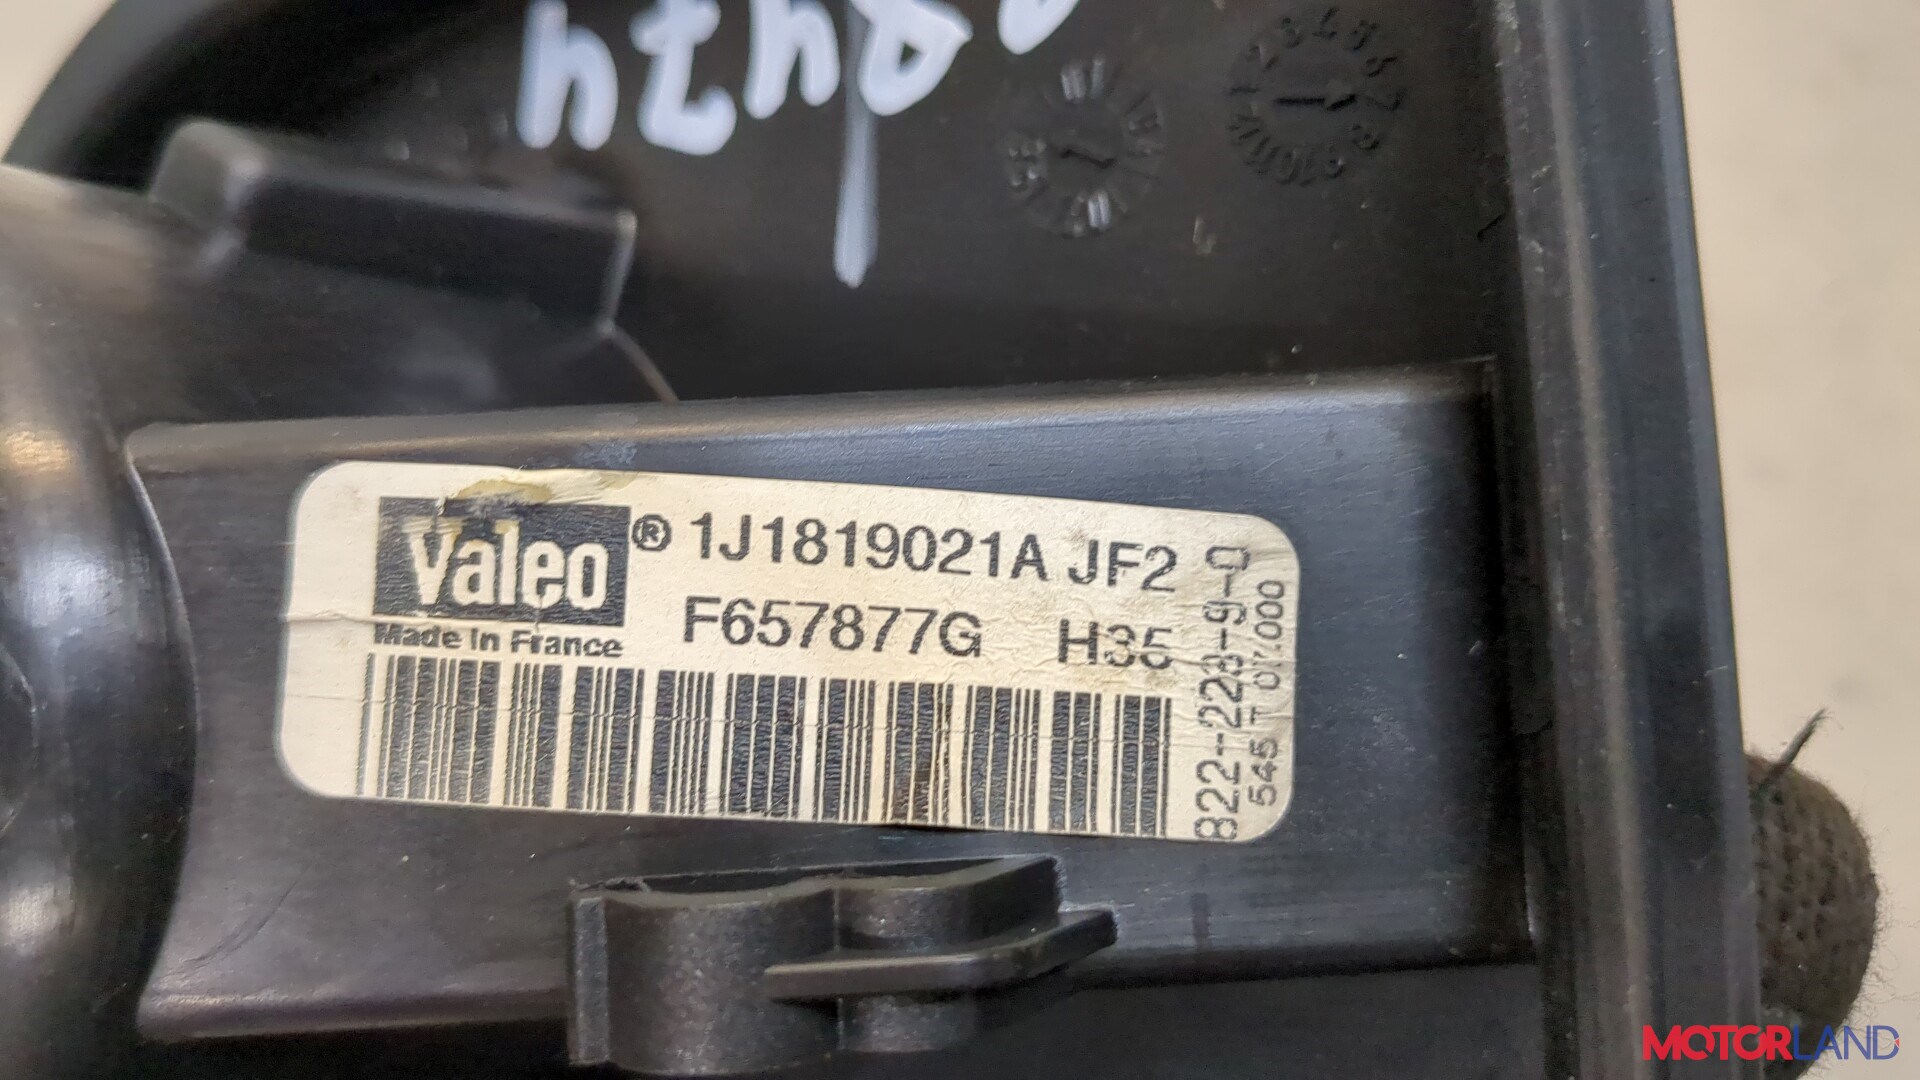 Valeo ® 1J1819021A JF2
Made In France F657877G H35
822-223-9-0
545 T 07.000
MOTORLAND